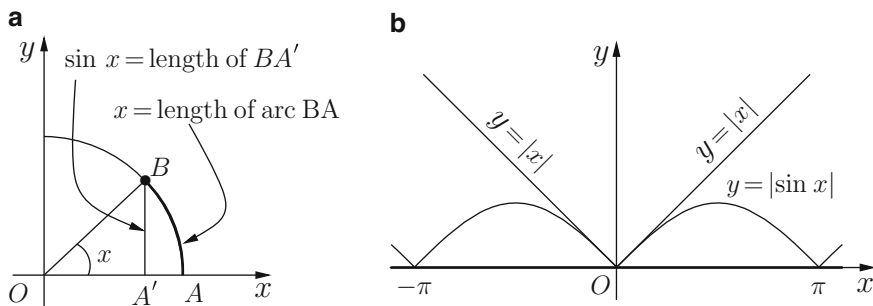 a
y
sin x = length of BA′
x = length of arc BA
B
x
O
A′
A
x
b
y
y = |x|
y = |x|
y = |sin x|
−π
O
π
x